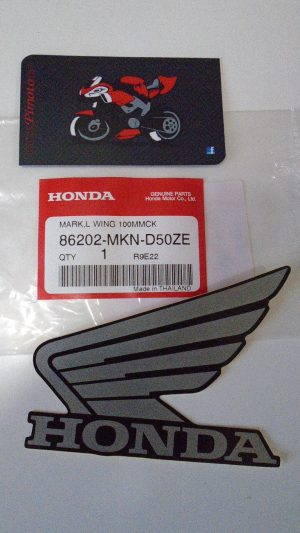 Pimoto
HONDA
GENUINE PARTS
Honda Motor Co., Ltd.
MARK,L WING 100MMCK
86202-MKN-D50ZE
QTY 1 R9E22
Made in THAILAND
HONDA